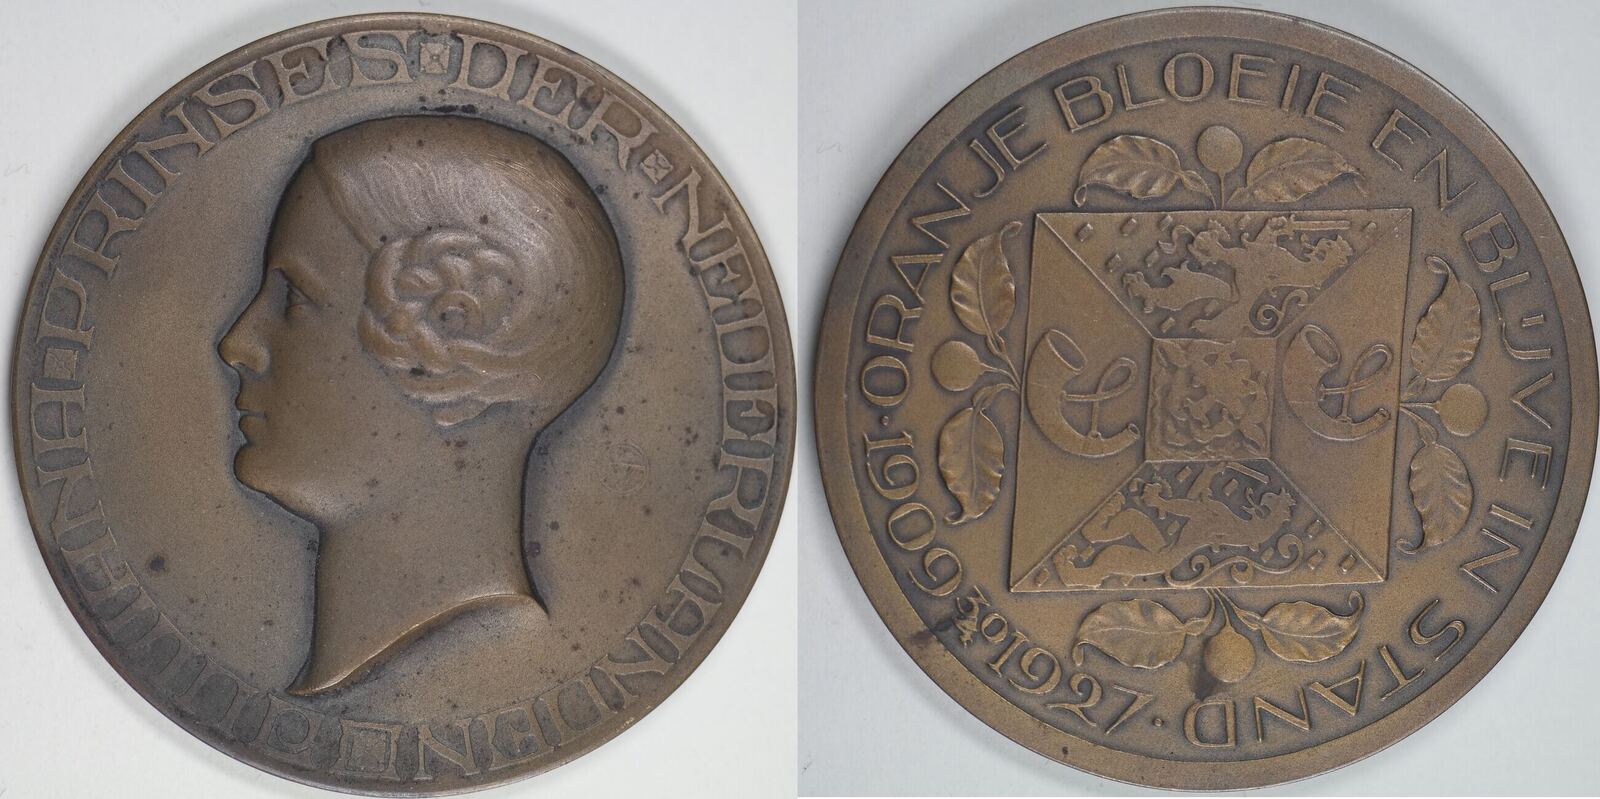 JULIANA · PRINSES · DER · NEDERLANDEN ·
ORANJE BLOEIE EN BLIJVE IN STAND · 1909 30/4 1927 ·